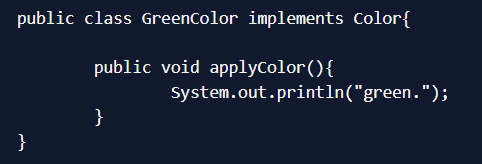 public class GreenColor implements Color{
public void applyColor(){
System.out.println("green.");
}
}